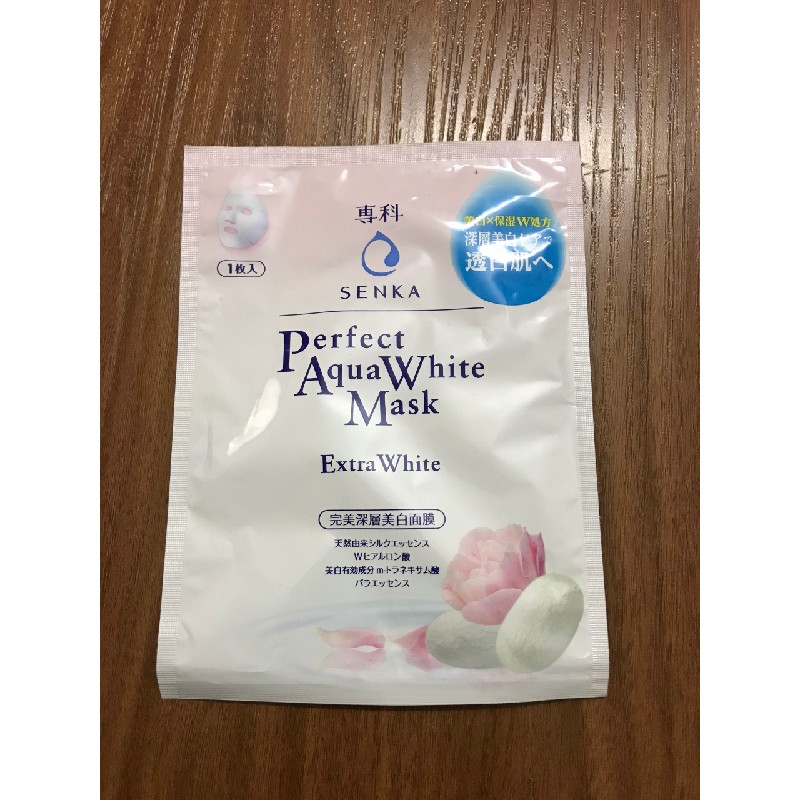 専科
SENKA
1枚入
美白×保湿W処方
深層美白ケアで
透白肌へ
Perfect
AquaWhite
Mask
ExtraWhite
完美深層美白面膜
天然由来シルクエッセンス
Wヒアルロン酸
美白有効成分 m-トラネキサム酸
バラエッセンス